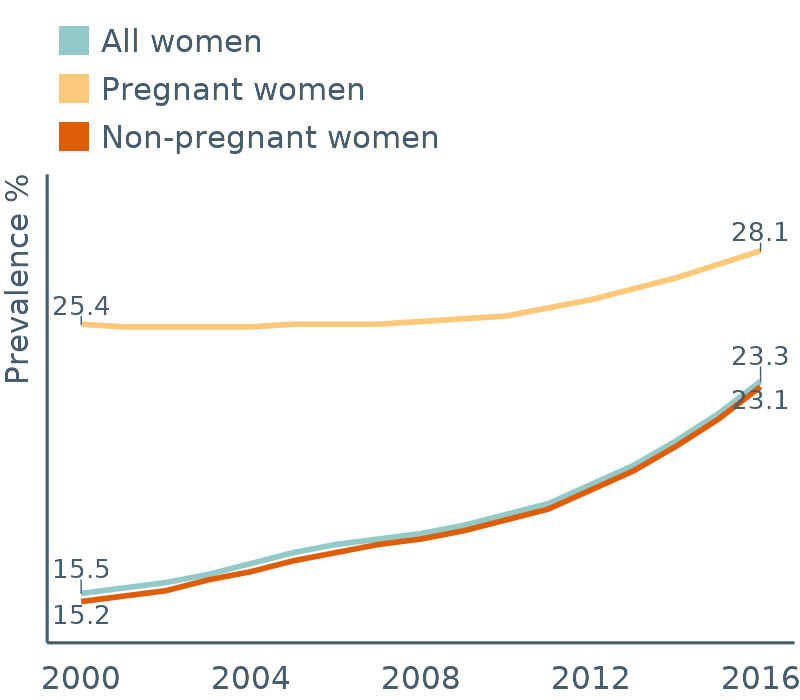 All women
Pregnant women
Non-pregnant women
Prevalence %
28.1
25.4
23.3
23.1
15.5
15.2
2000 2004 2008 2012 2016